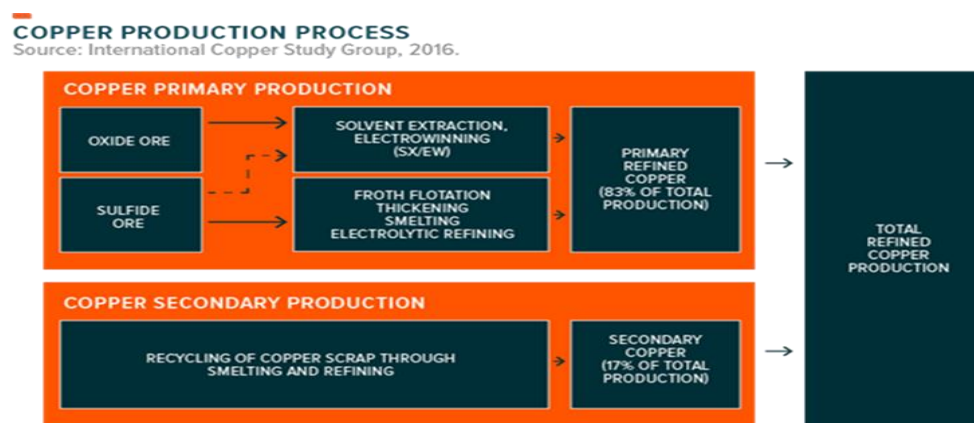 COPPER PRODUCTION PROCESS
Source: International Copper Study Group, 2016.
COPPER PRIMARY PRODUCTION
OXIDE ORE
SOLVENT EXTRACTION,
ELECTROWINNING
(SX/EW)
SULFIDE
ORE
FROTH FLOTATION
THICKENING
SMELTING
ELECTROLYTIC REFINING
PRIMARY
REFINED
COPPER
(83% OF TOTAL
PRODUCTION)
COPPER SECONDARY PRODUCTION
RECYCLING OF COPPER SCRAP THROUGH
SMELTING AND REFINING
SECONDARY
COPPER
(17% OF TOTAL
PRODUCTION)
TOTAL
REFINED
COPPER
PRODUCTION